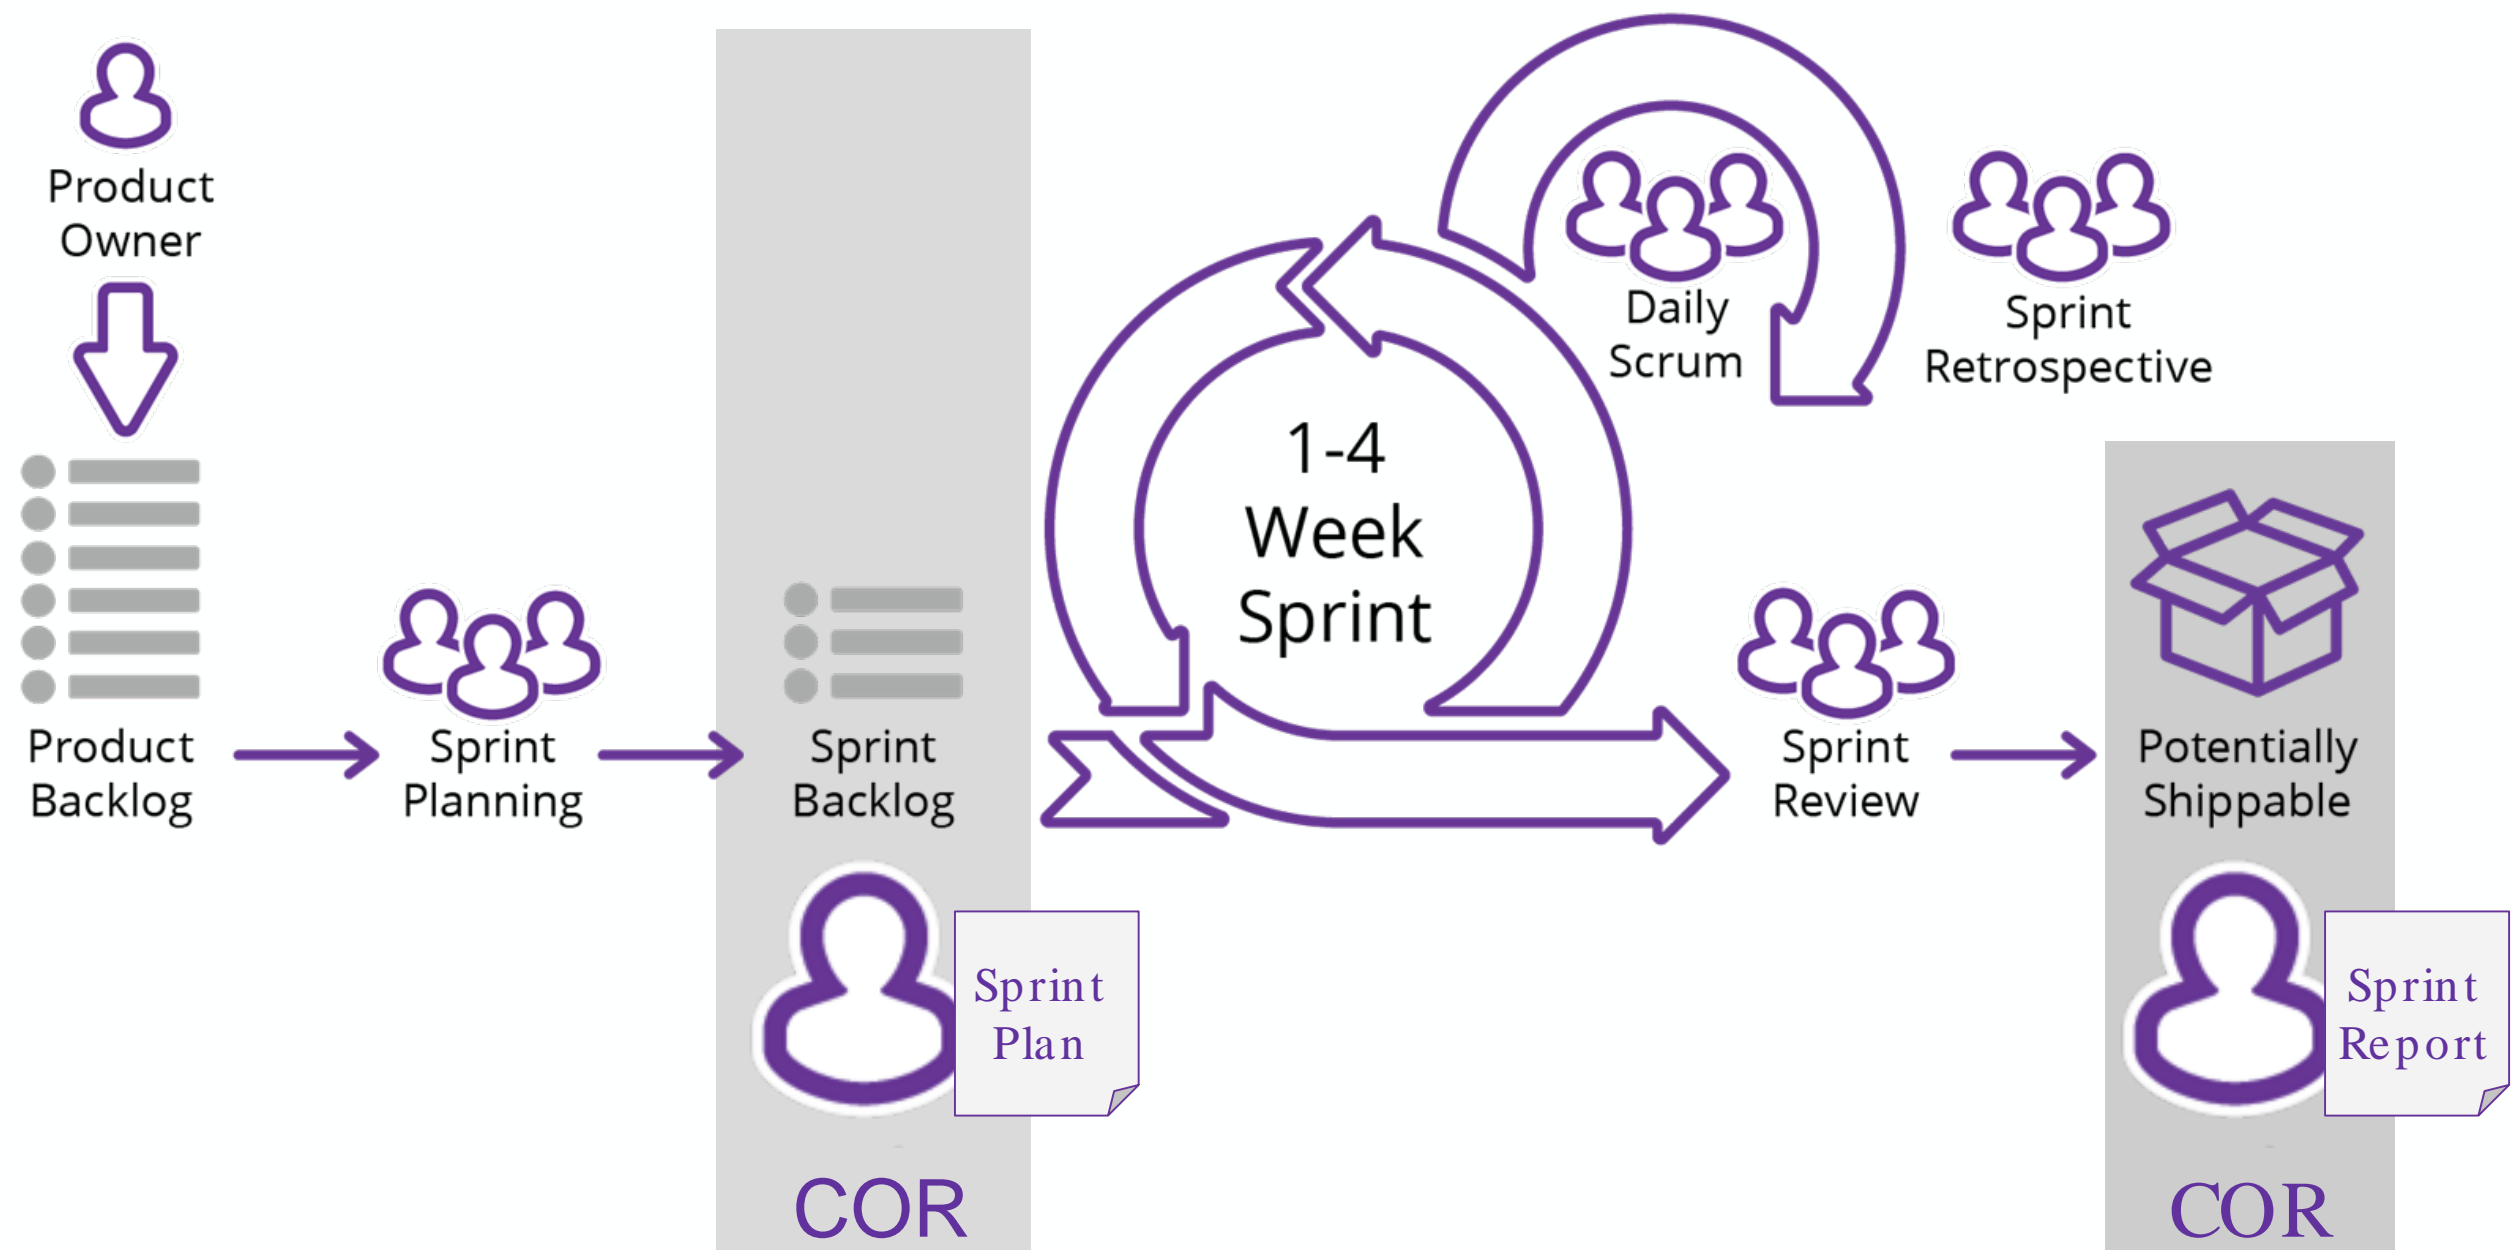 Product
Owner
Product
Backlog
Sprint
Planning
Sprint
Backlog
Sprint
Plan
COR
1-4
Week
Sprint
Daily
Scrum
Sprint
Retrospective
Sprint
Review
Potentially
Shippable
Sprint
Report
COR